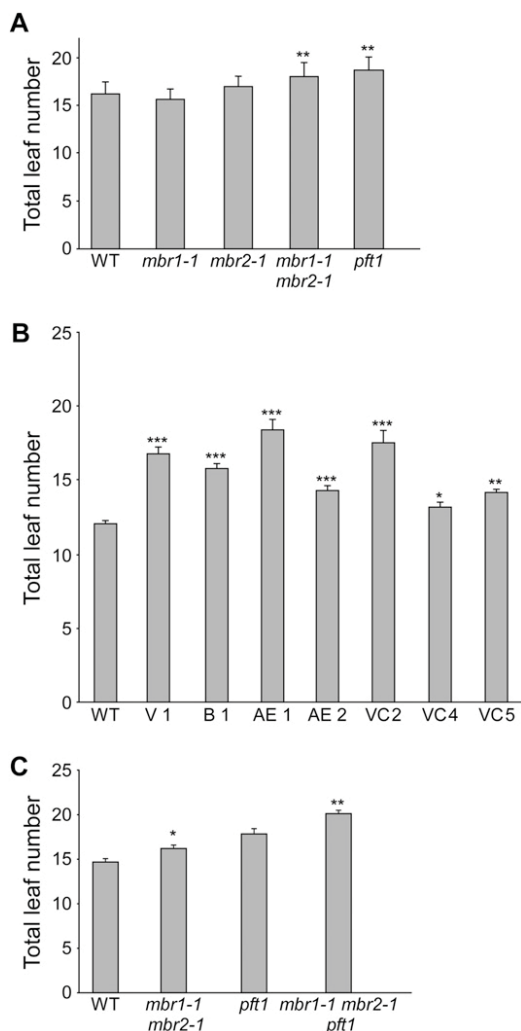 A
Total leaf number
20
15
10
5
0
** **
WT mbr1-1 mbr2-1 mbr1-1 pft1
mbr2-1
B
Total leaf number
25
20
15
10
5
0
*** *** *** *** *** * **
WT V 1 B 1 AE 1 AE 2 VC2 VC4 VC5
C
Total leaf number
25
20
15
10
5
0
* **
WT mbr1-1 pft1 mbr1-1 mbr2-1
mbr2-1 pft1